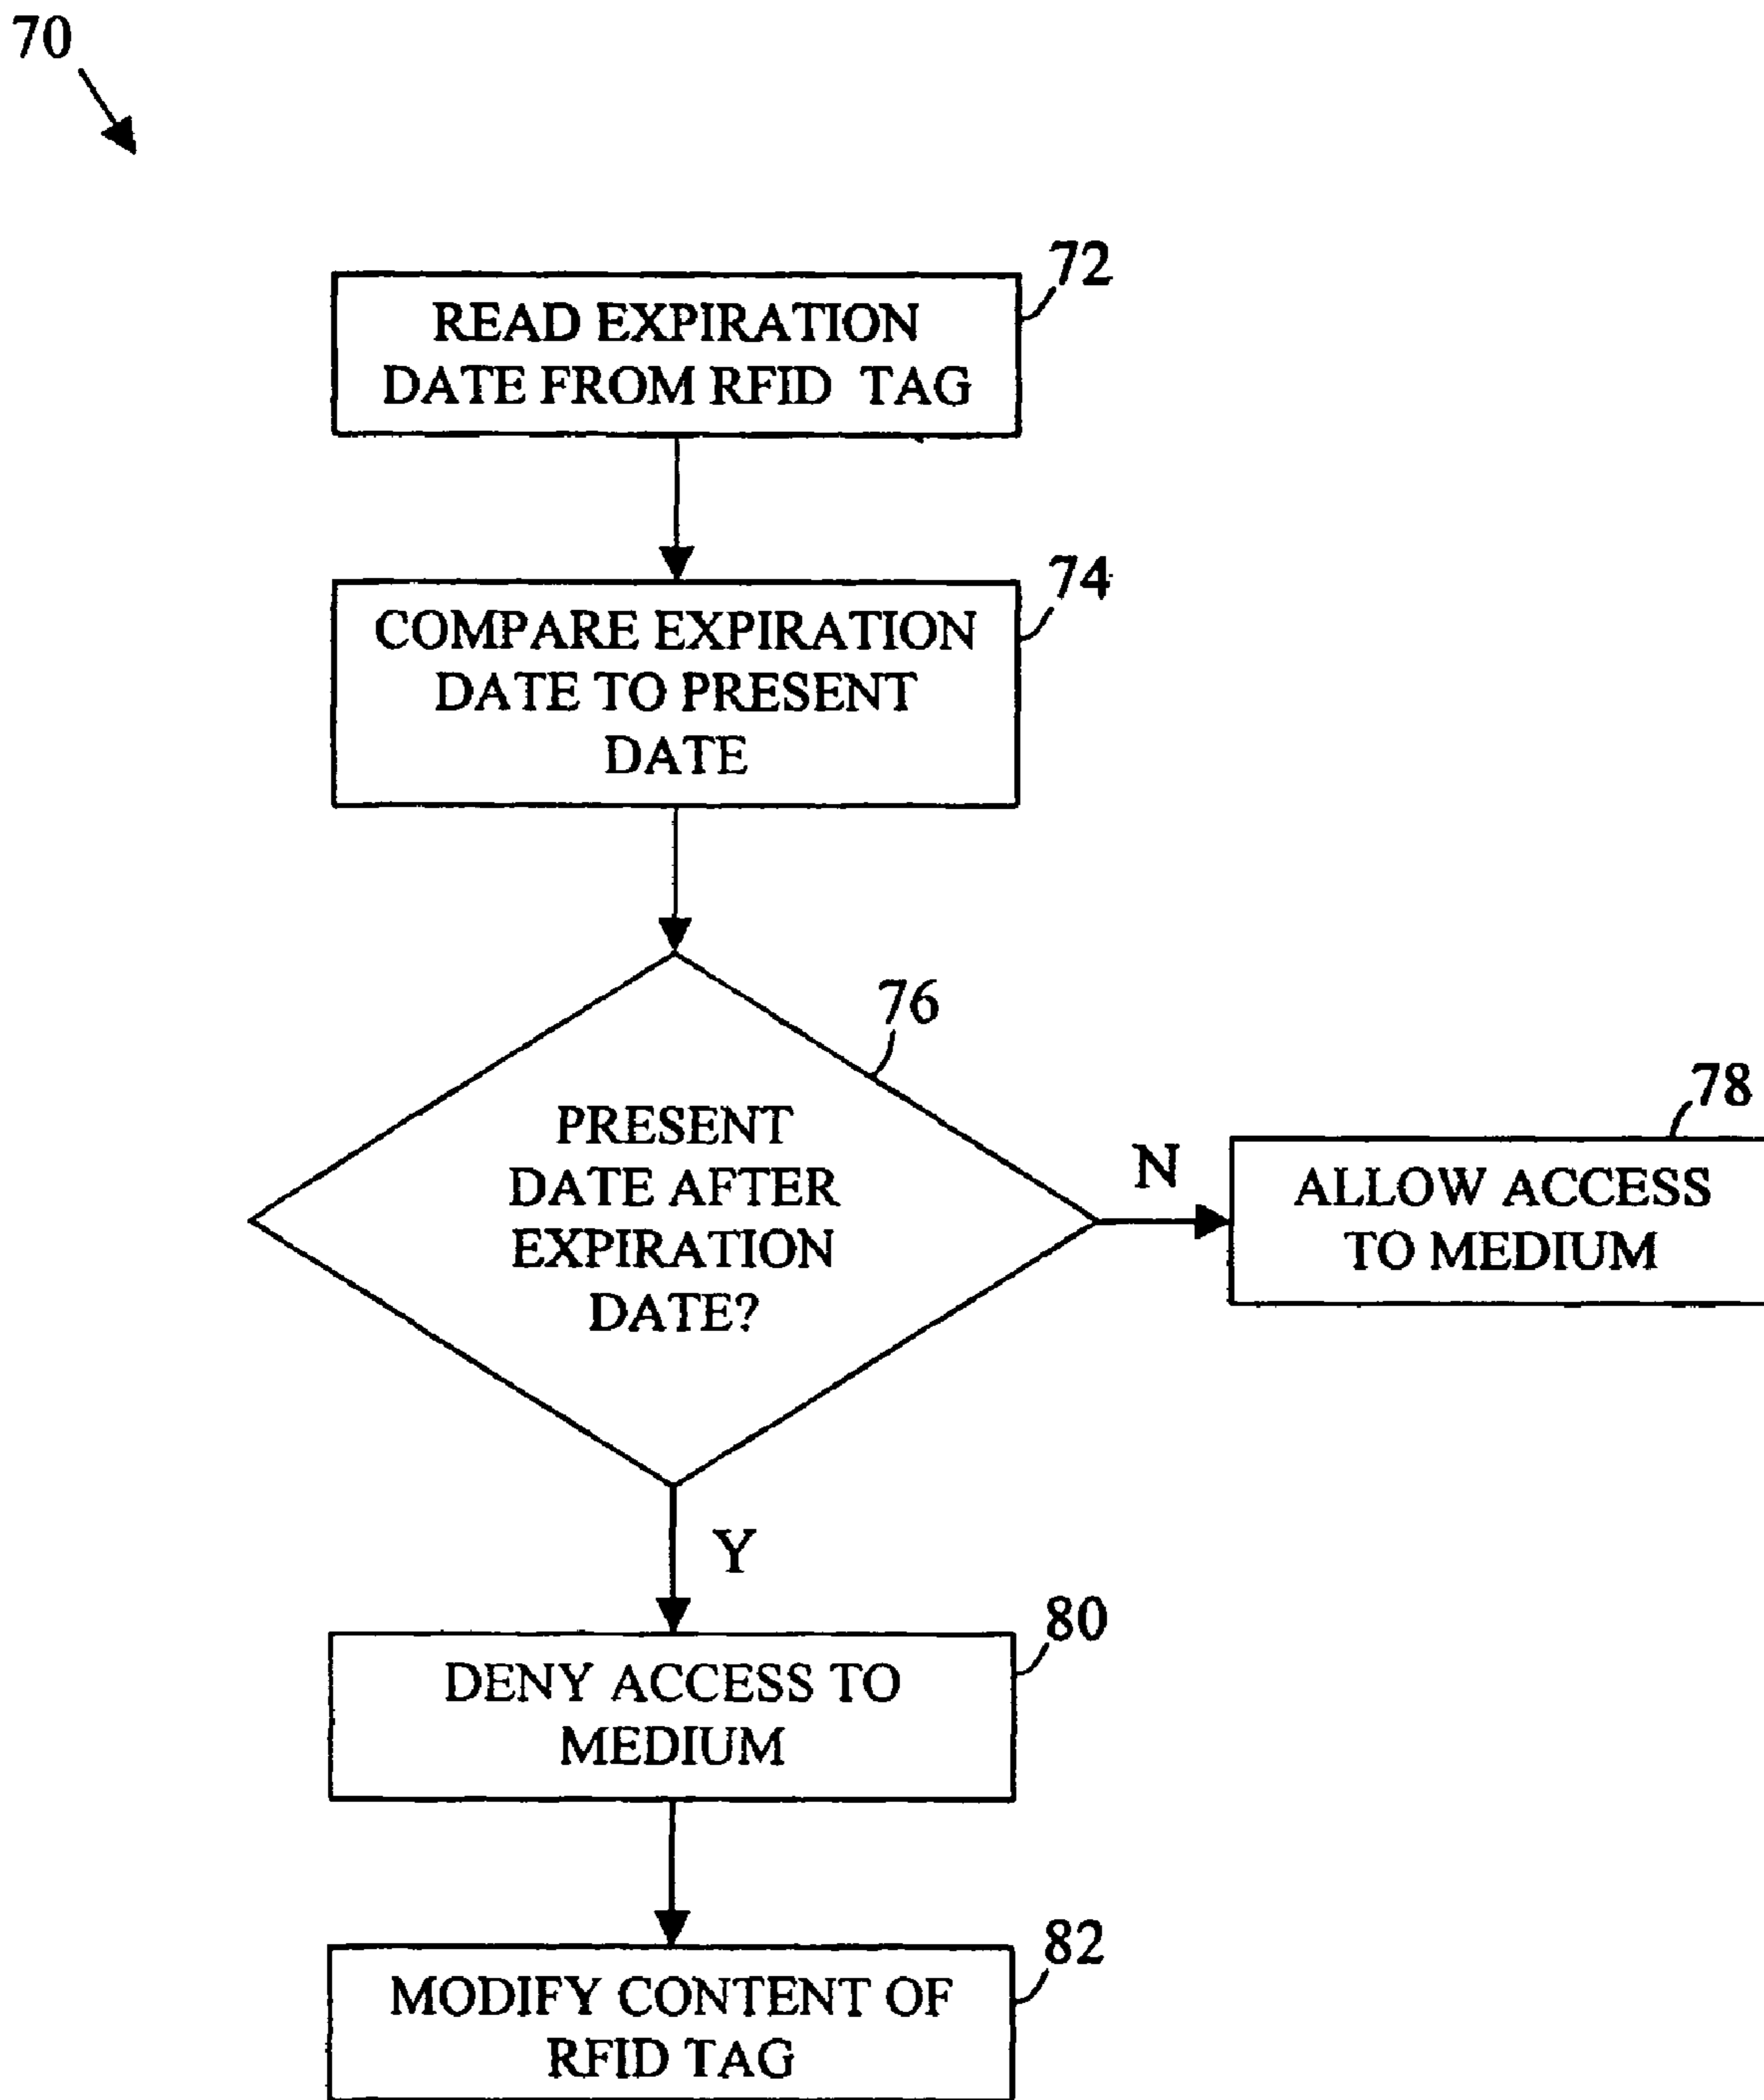 70
72
READ EXPIRATION
DATE FROM RFID TAG
74
COMPARE EXPIRATION
DATE TO PRESENT
DATE
76
PRESENT
DATE AFTER
EXPIRATION
DATE?
N
78
ALLOW ACCESS
TO MEDIUM
Y
80
DENY ACCESS TO
MEDIUM
82
MODIFY CONTENT OF
RFID TAG